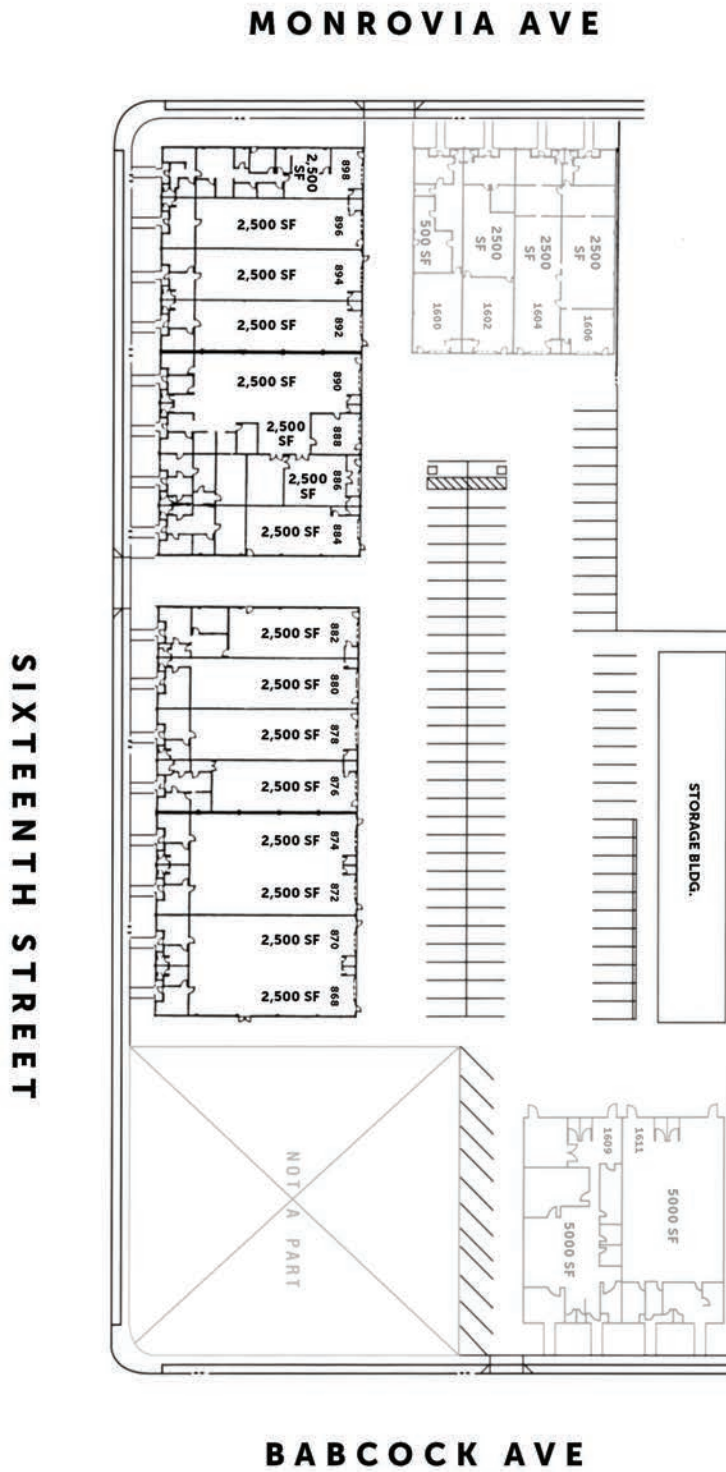 MONROVIA AVE
2,500
SF
898
2,500 SF
896
2,500 SF
894
2,500 SF
892
2,500 SF
890
2,500
SF
888
2,500
SF
886
2,500 SF
884
500 SF
1600
2500
SF
1602
2500
SF
1604
2500
SF
1606
SIXTEENTH STREET
2,500 SF
882
2,500 SF
880
2,500 SF
878
2,500 SF
876
2,500 SF
874
2,500 SF
872
2,500 SF
870
2,500 SF
868
STORAGE BLDG.
NOT A PART
1609
5000 SF
1611
5000 SF
BABCOCK AVE